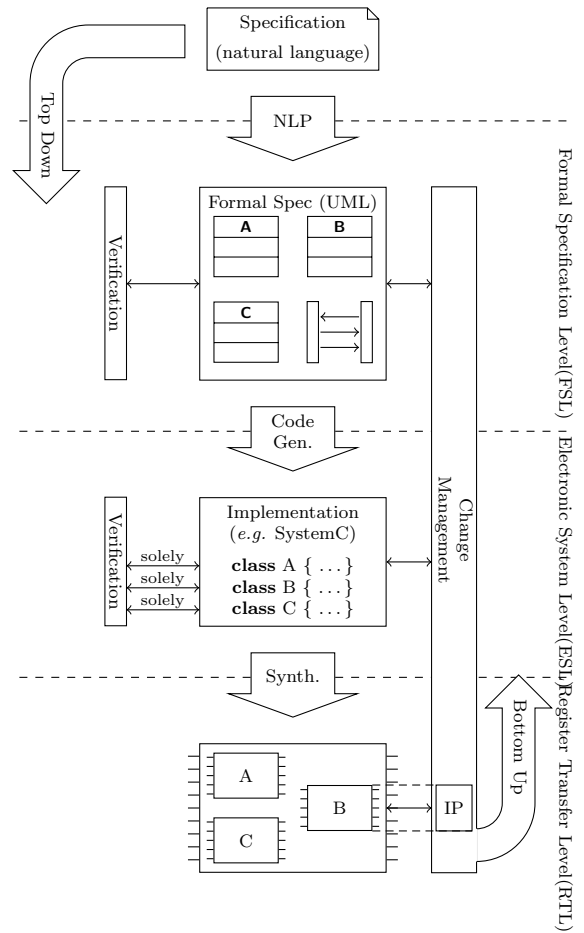 Specification
(natural language)
Top Down
NLP
Formal Specification Level(FSL)
Formal Spec (UML)
A
B
C
Verification
Code
Gen.
Change
Management
Electronic System Level(ESL)
Implementation
(e.g. SystemC)
class A { ...}
class B { ...}
class C { ...}
Verification
solely
solely
solely
Synth.
Bottom Up
Register Transfer Level(RTL)
A
B
C
IP